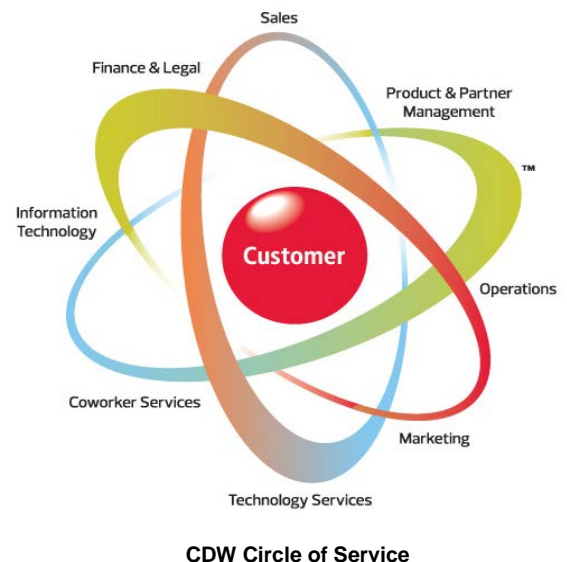 Sales
Finance & Legal
Product & Partner
Management
™
Information
Technology
Customer
Operations
Coworker Services
Marketing
Technology Services
CDW Circle of Service